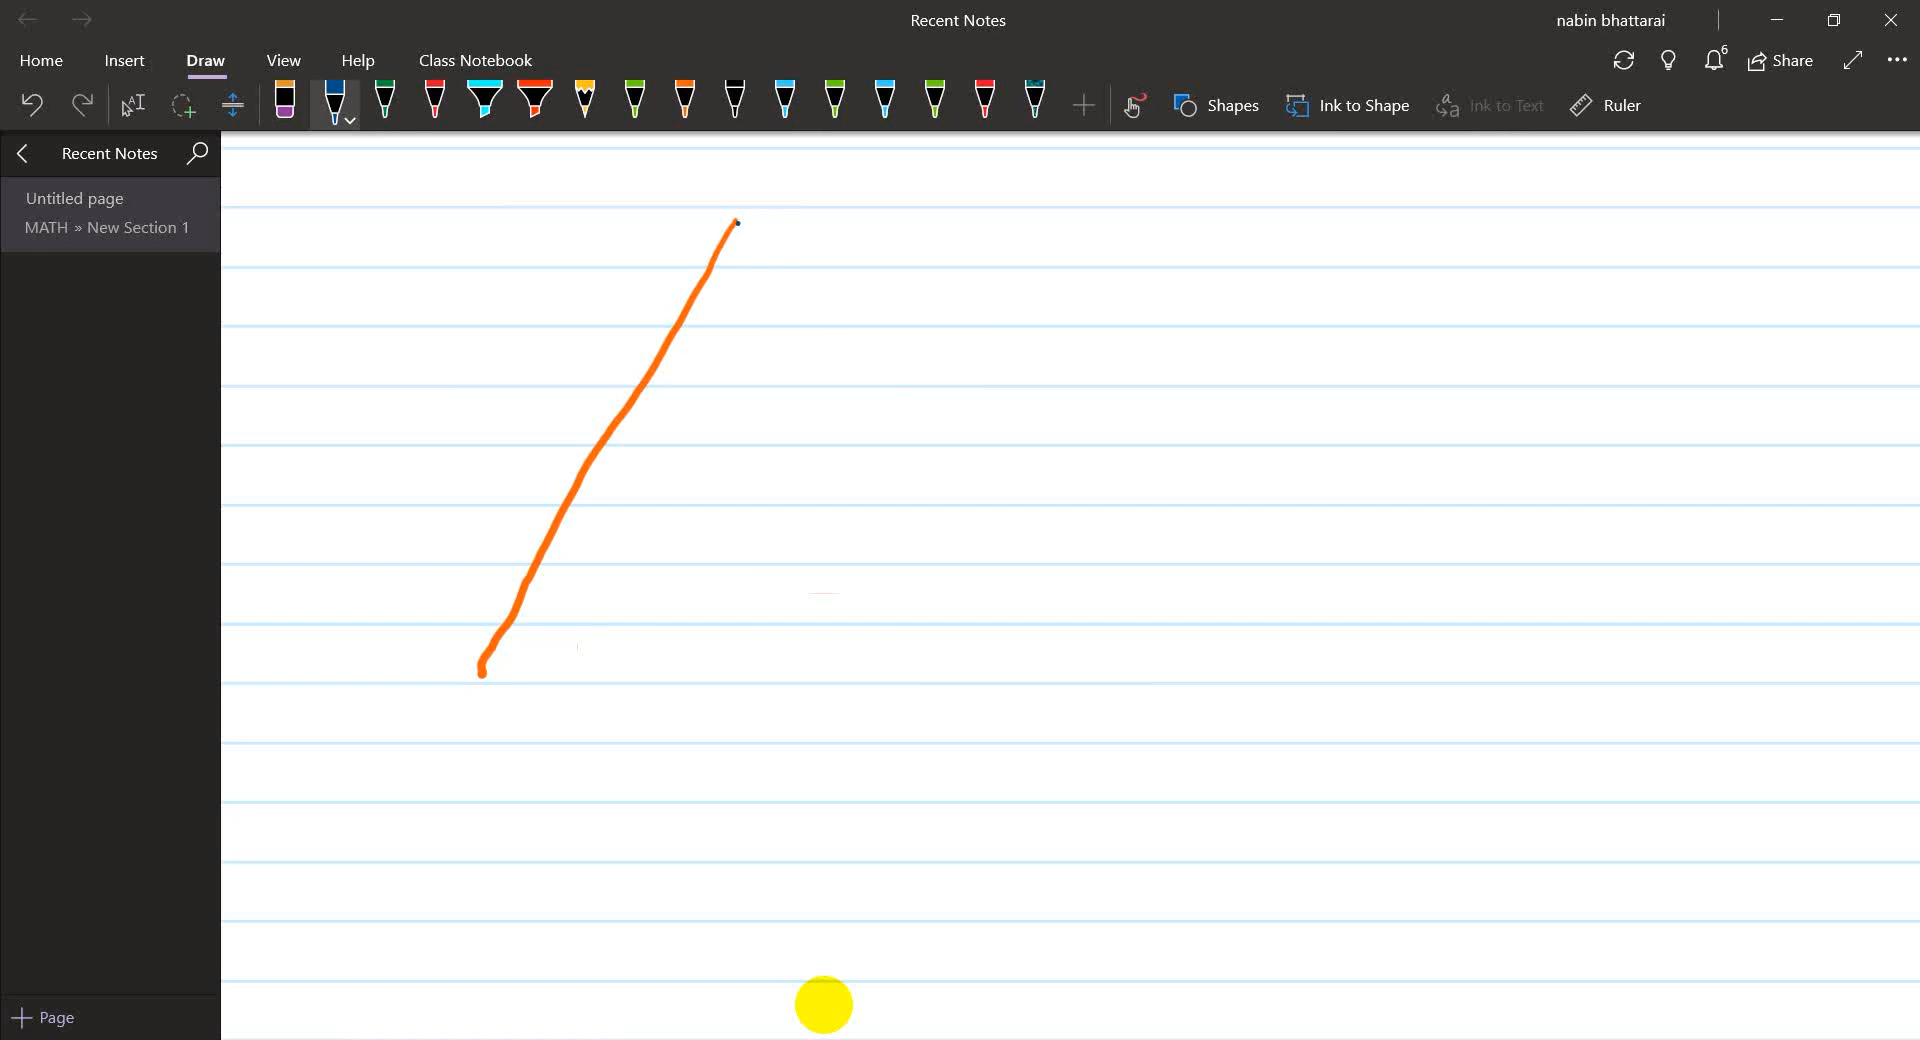 Recent Notes
nabin bhattarai
Home Insert Draw View Help Class Notebook
6
Share
Shapes Ink to Shape Ink to Text Ruler
Recent Notes
Untitled page
MATH » New Section 1
Page